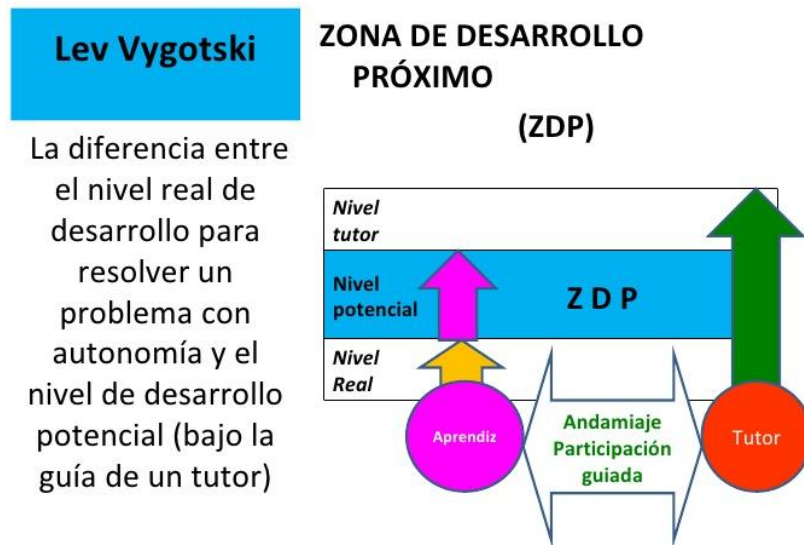 Lev Vygotski
La diferencia entre
el nivel real de
desarrollo para
resolver un
problema con
autonomía y el
nivel de desarrollo
potencial (bajo la
guía de un tutor)
ZONA DE DESARROLLO
PRÓXIMO
(ZDP)
Nivel
tutor
Nivel
potencial
Z D P
Nivel
Real
Aprendiz
Andamiaje
Participación
guiada
Tutor